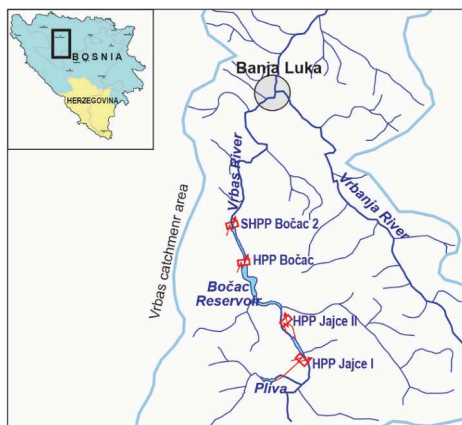 BOSNIA
HERZEGOVINA
Banja Luka
Vrbas River
Vrbanja River
Vrbas catchmenr area
SHPP Bočac 2
HPP Bočac
Bočac
Reservoir
HPP Jajce II
HPP Jajce I
Pliva